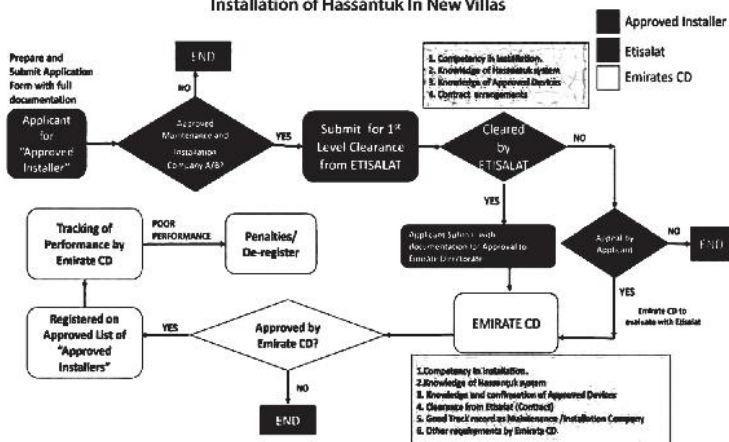 Installation of Hassantuk In New Villas
Approved Installer
Etisalat
Emirates CD
Prepare and
Submit Application
Form with full
documentation
Applicant
for
"Approved
Installer"
END
NO
Approved
Maintenance and
Installation
Company A/B?
YES
Submit for 1st
Level Clearance
from ETISALAT
1. Competency in Installation.
2. Knowledge of Hassantuk system
3. Knowledge of Approved Devices
4. Contract arrangements
Cleared
by
ETISALAT
NO
YES
Applicant Submit with
documentation for Approval to
Emirate Directorate
Appeal by
Applicant
NO
END
YES
Emirate CD to
evaluate with Etisalat
Tracking of
Performance by
Emirate CD
POOR
PERFORMANCE
Penalties/
De-register
Registered on
Approved List of
"Approved
Installers"
YES
Approved by
Emirate CD?
NO
END
EMIRATE CD
1.Competency in Installation.
2.Knowledge of Hassantuk system
3. Knowledge and confirmation of Approved Devices
4. Clearance from Etisalat (Contract)
5. Good Track record as Maintenance /Installation Company
6. Other requirements by Emirate CD.